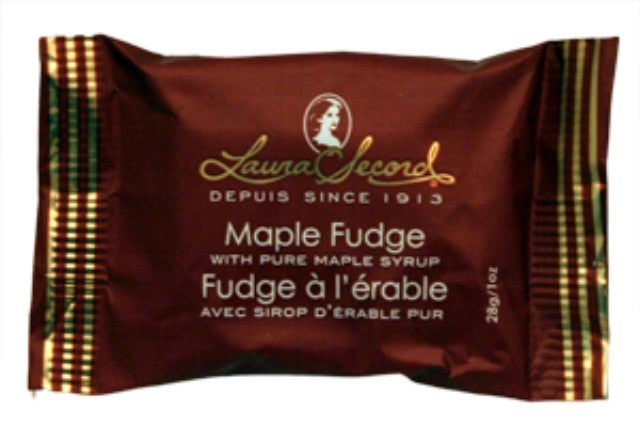 Laura Secord®
DEPUIS SINCE 1913
Maple Fudge
WITH PURE MAPLE SYRUP
Fudge à l'érable
AVEC SIROP D'ÉRABLE PUR
28g/1oz